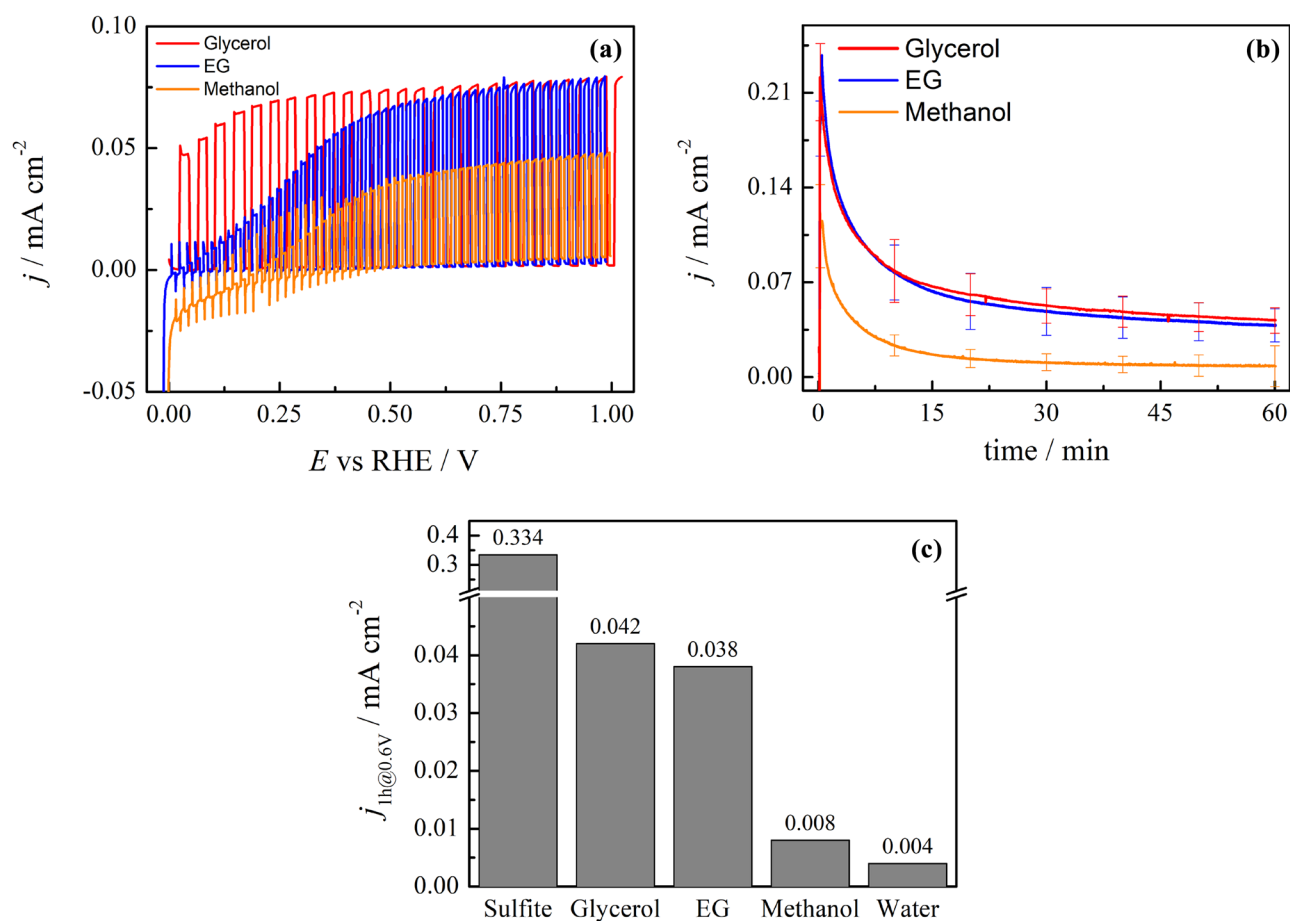 (a)
Glycerol
EG
Methanol
0.10
0.05
0.00
-0.05
j / mA cm-2
0.00 0.25 0.50 0.75 1.00
E vs RHE / V
(b)
Glycerol
EG
Methanol
0.21
0.14
0.07
0.00
j / mA cm-2
0 15 30 45 60
time / min
(c)
0.4
0.3
0.04
0.03
0.02
0.01
0.00
j1h@0.6V / mA cm-2
0.334
0.042
0.038
0.008
0.004
Sulfite Glycerol EG Methanol Water